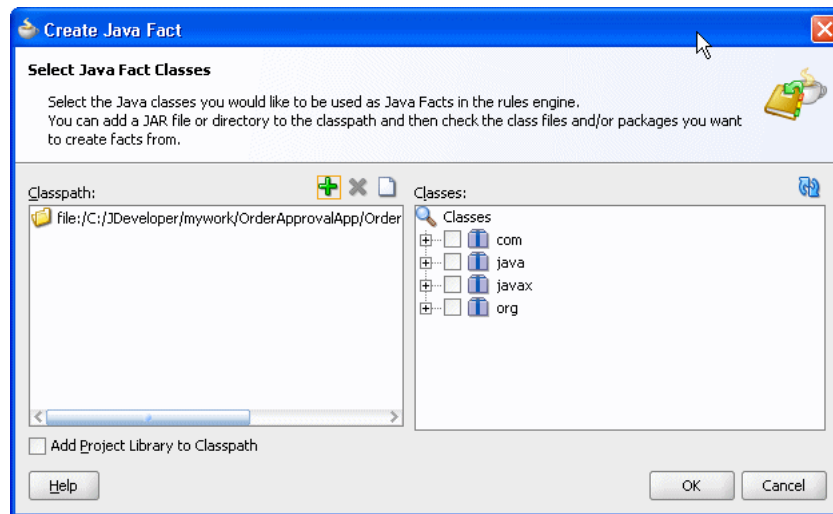 Create Java Fact
Select Java Fact Classes
Select the Java classes you would like to be used as Java Facts in the rules engine.
You can add a JAR file or directory to the classpath and then check the class files and/or packages you want
to create facts from.
Classpath:
file:/C:/JDeveloper/mywork/OrderApprovalApp/Order
Add Project Library to Classpath
Classes:
Classes
com
java
javax
org
Help
OK
Cancel